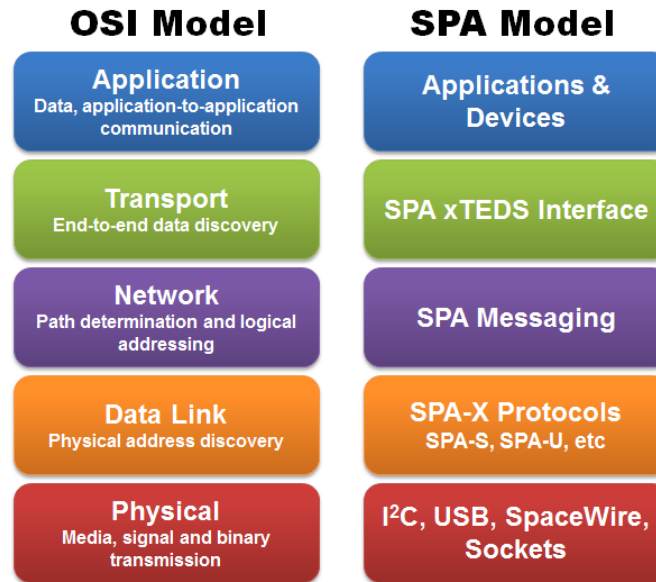 OSI Model
Application
Data, application-to-application
communication
Transport
End-to-end data discovery
Network
Path determination and logical
addressing
Data Link
Physical address discovery
Physical
Media, signal and binary
transmission
SPA Model
Applications &
Devices
SPA xTEDS Interface
SPA Messaging
SPA-X Protocols
SPA-S, SPA-U, etc
I²C, USB, SpaceWire,
Sockets